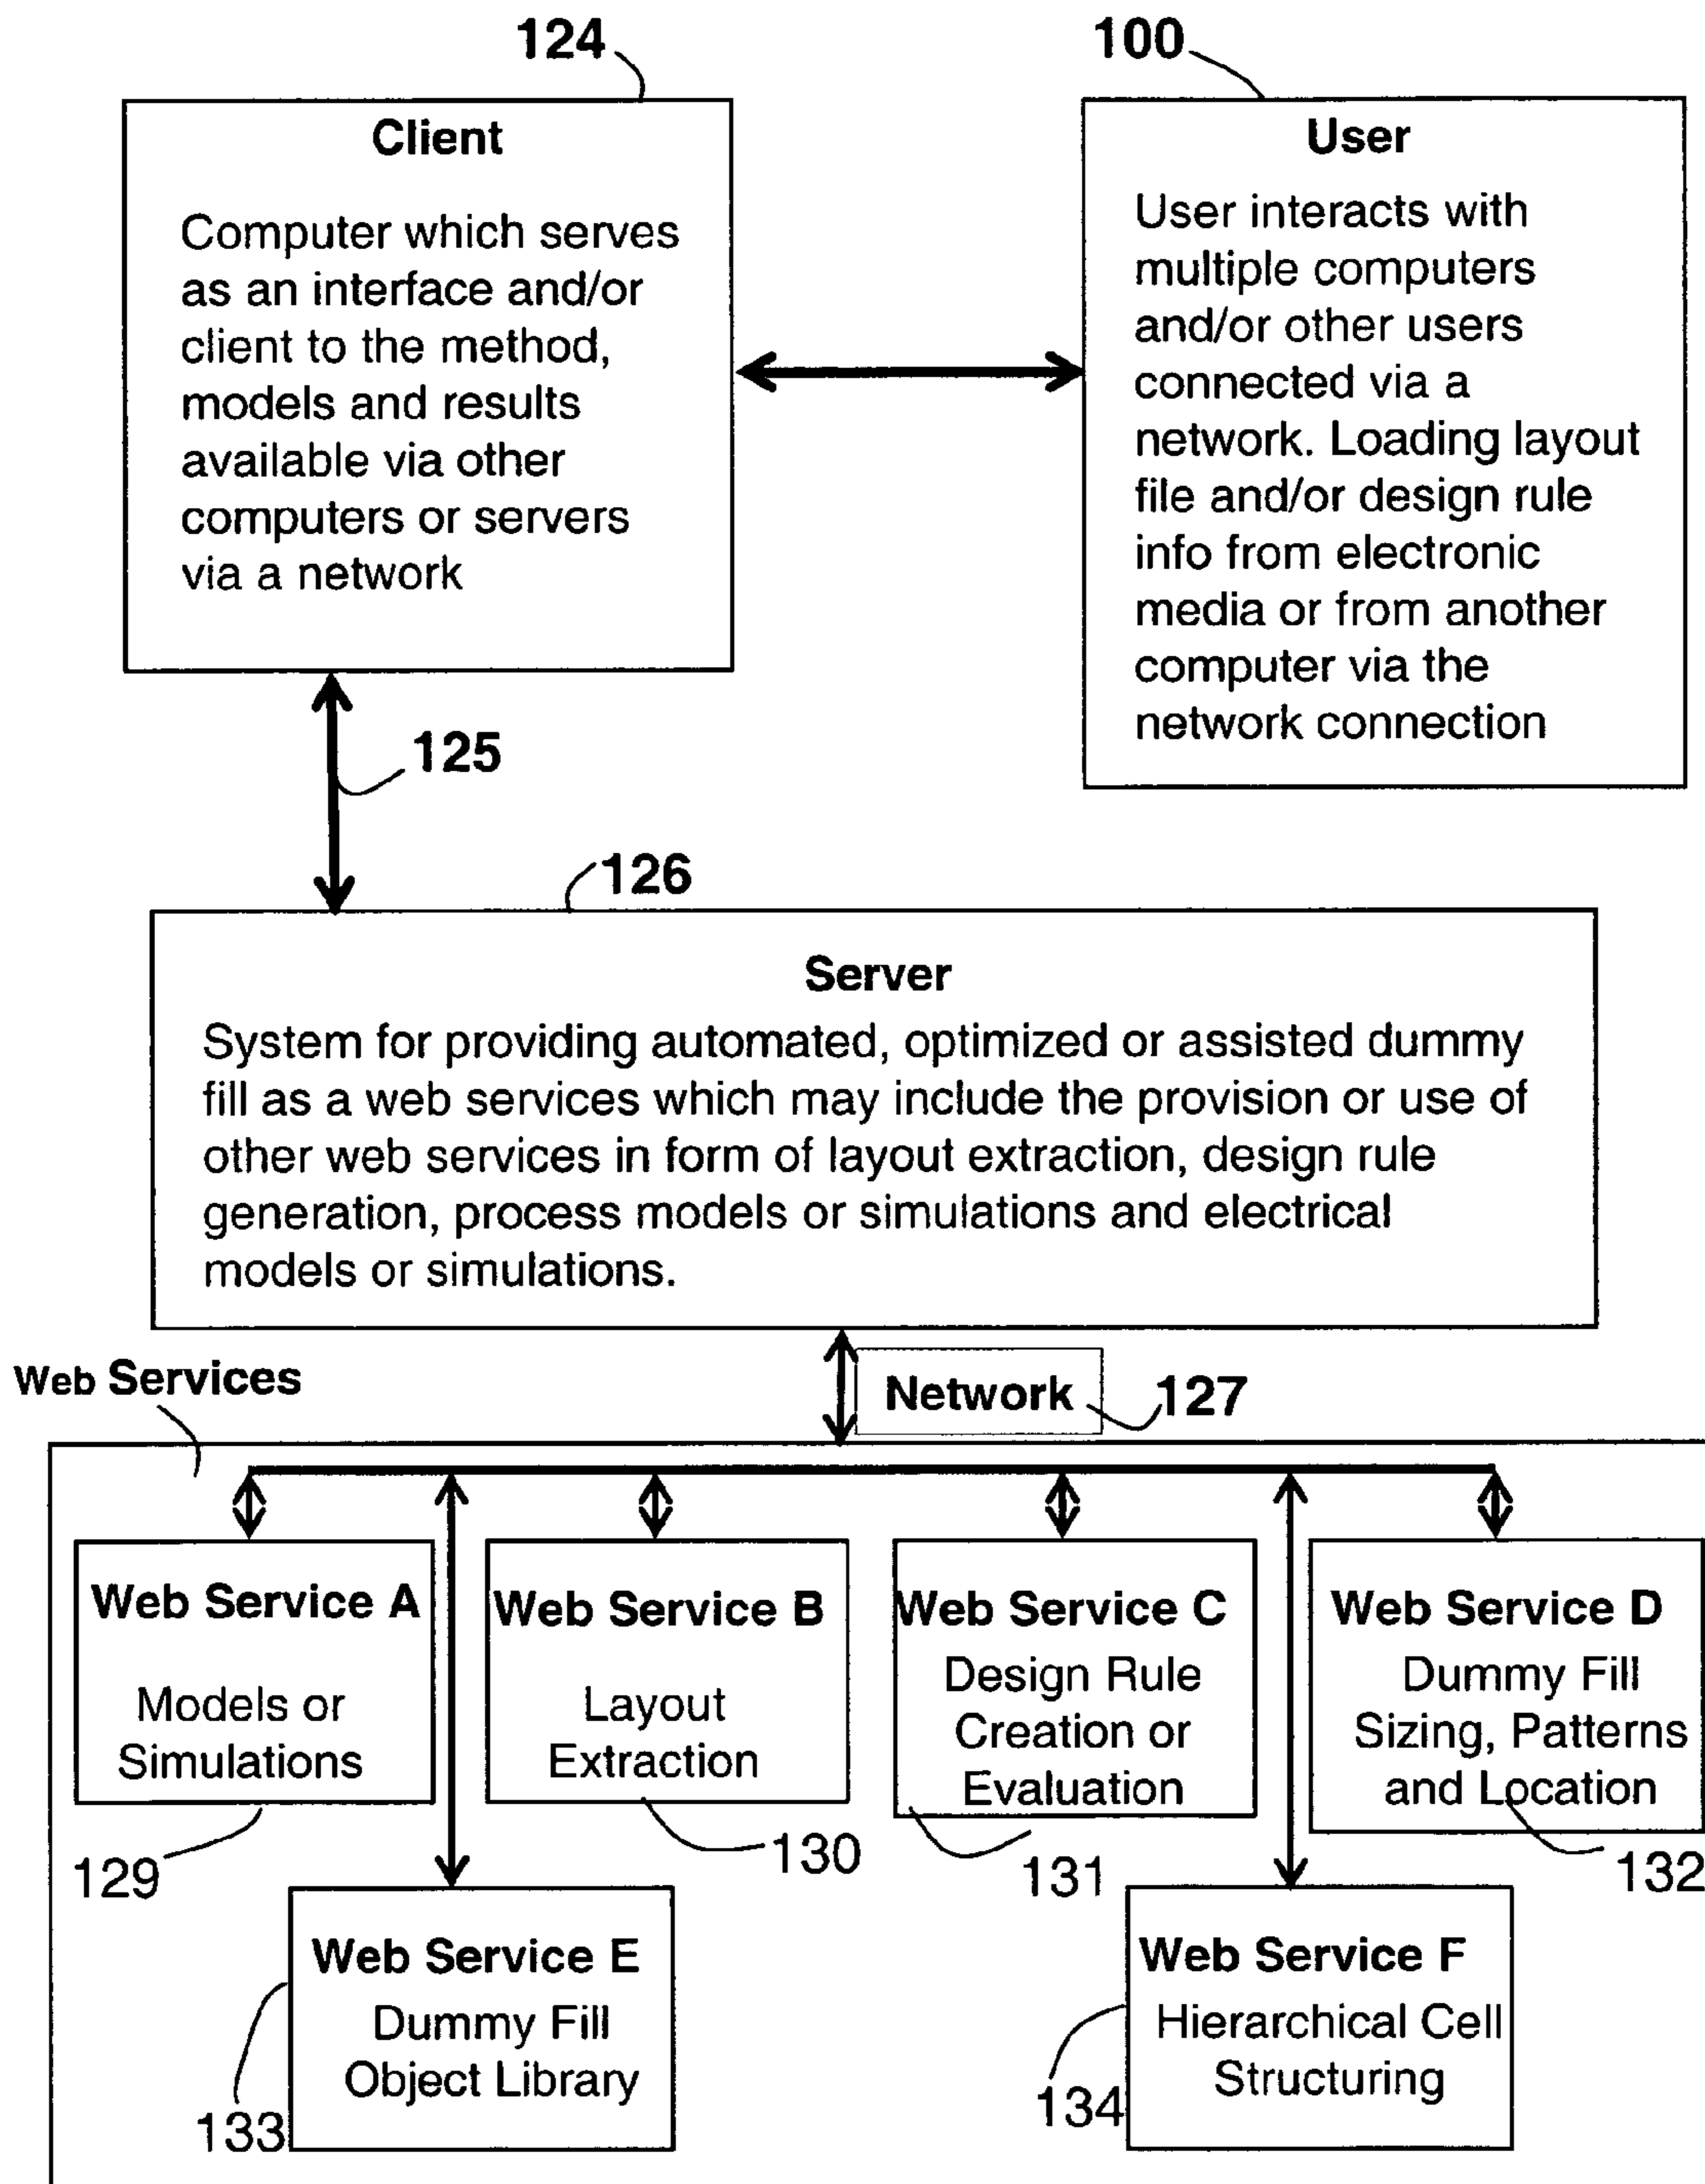 124
100
Client
Computer which serves
as an interface and/or
client to the method,
models and results
available via other
computers or servers
via a network
User
User interacts with
multiple computers
and/or other users
connected via a
network. Loading layout
file and/or design rule
info from electronic
media or from another
computer via the
network connection
125
126
Server
System for providing automated, optimized or assisted dummy
fill as a web services which may include the provision or use of
other web services in form of layout extraction, design rule
generation, process models or simulations and electrical
models or simulations.
Network
127
Web Services
Web Service A
Models or
Simulations
129
Web Service B
Layout
Extraction
130
Web Service C
Design Rule
Creation or
Evaluation
131
Web Service D
Dummy Fill
Sizing, Patterns
and Location
132
Web Service E
Dummy Fill
Object Library
133
Web Service F
Hierarchical Cell
Structuring
134